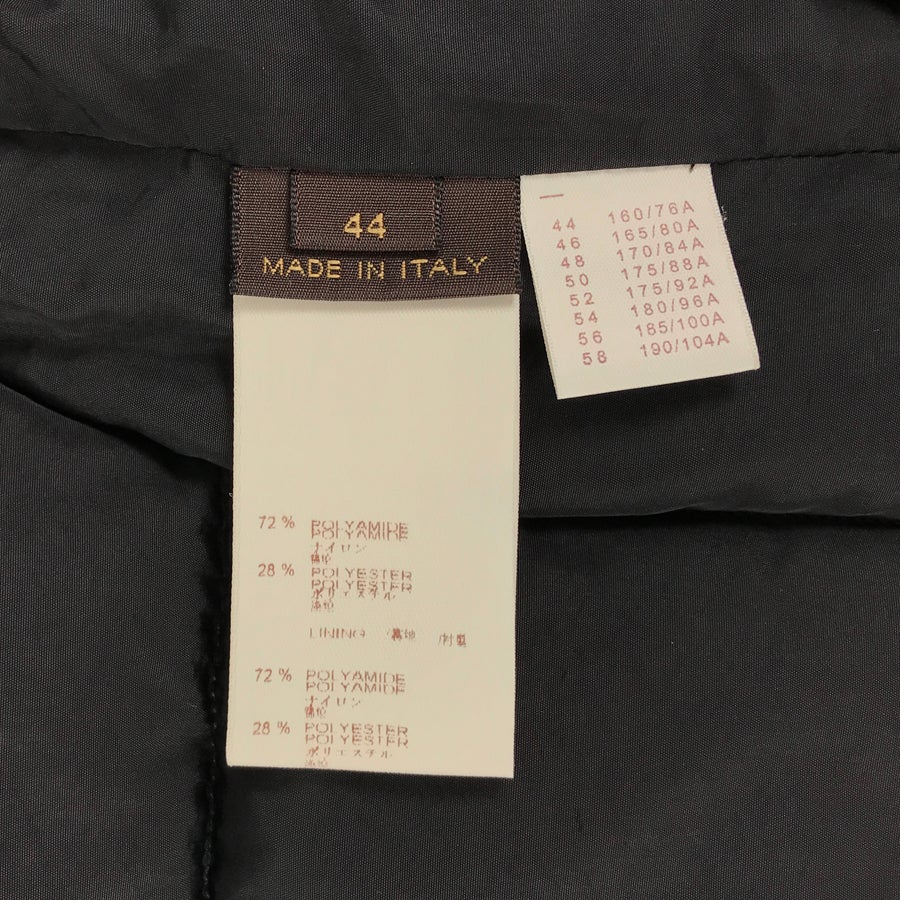 44
MADE IN ITALY
44 160/76A
46 165/80A
48 170/84A
50 175/88A
52 175/92A
54 180/96A
56 185/100A
58 190/104A
72 % POLYAMIDE
POLYAMIDE
ナイロン
28 % POLYESTER
POLYESTER
ポリエステル
LINING /裏地
72 % POLYAMIDE
POLYAMIDE
ナイロン
28 % POLYESTER
POLYESTER
ポリエステル